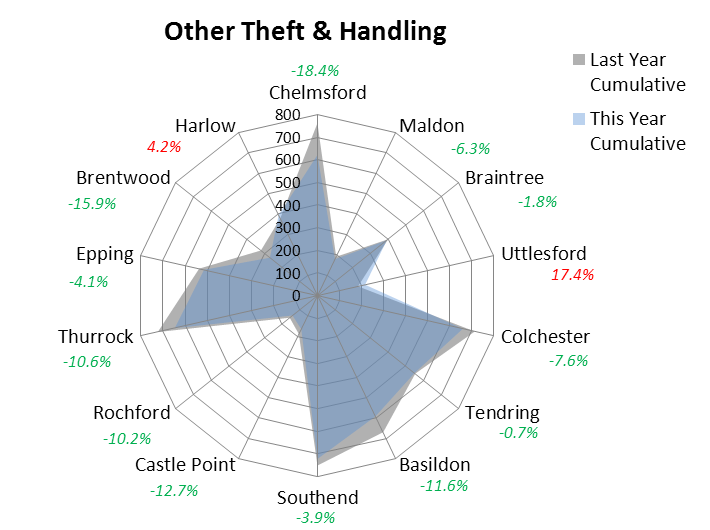 Other Theft & Handling
Last Year
Cumulative
This Year
Cumulative
-18.4%
Chelmsford
Maldon
-6.3%
Braintree
-1.8%
Uttlesford
17.4%
Colchester
-7.6%
Tendring
-0.7%
Basildon
-11.6%
Southend
-3.9%
Castle Point
-12.7%
Rochford
-10.2%
Thurrock
-10.6%
Epping
-4.1%
Brentwood
-15.9%
Harlow
4.2%
800
700
600
500
400
300
200
100
0